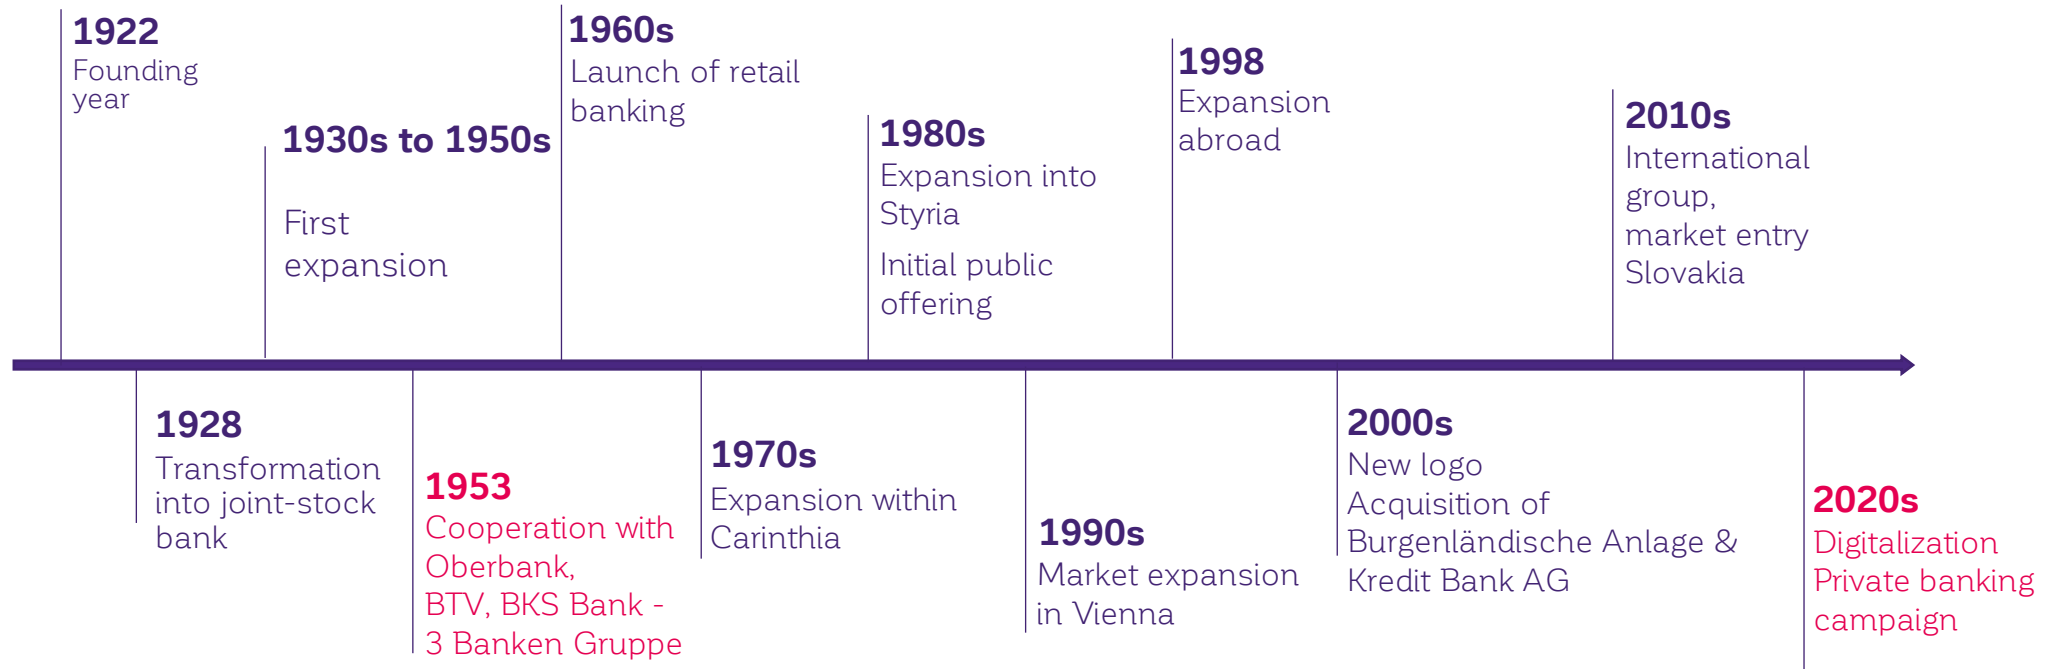 1922
Founding
year
1928
Transformation
into joint-stock
bank
1930s to 1950s
First
expansion
1953
Cooperation with
Oberbank,
BTV, BKS Bank -
3 Banken Gruppe
1960s
Launch of retail
banking
1970s
Expansion within
Carinthia
1980s
Expansion into
Styria
Initial public
offering
1990s
Market expansion
in Vienna
1998
Expansion
abroad
2000s
New logo
Acquisition of
Burgenländische Anlage &
Kredit Bank AG
2010s
International
group,
market entry
Slovakia
2020s
Digitalization
Private banking
campaign